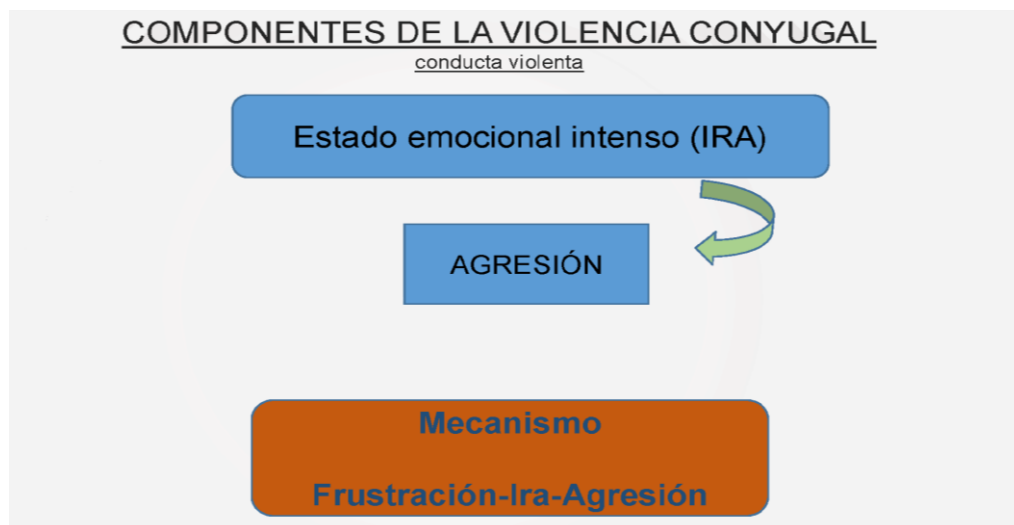 COMPONENTES DE LA VIOLENCIA CONYUGAL
conducta violenta
Estado emocional intenso (IRA)
AGRESIÓN
Mecanismo
Frustración-Ira-Agresión